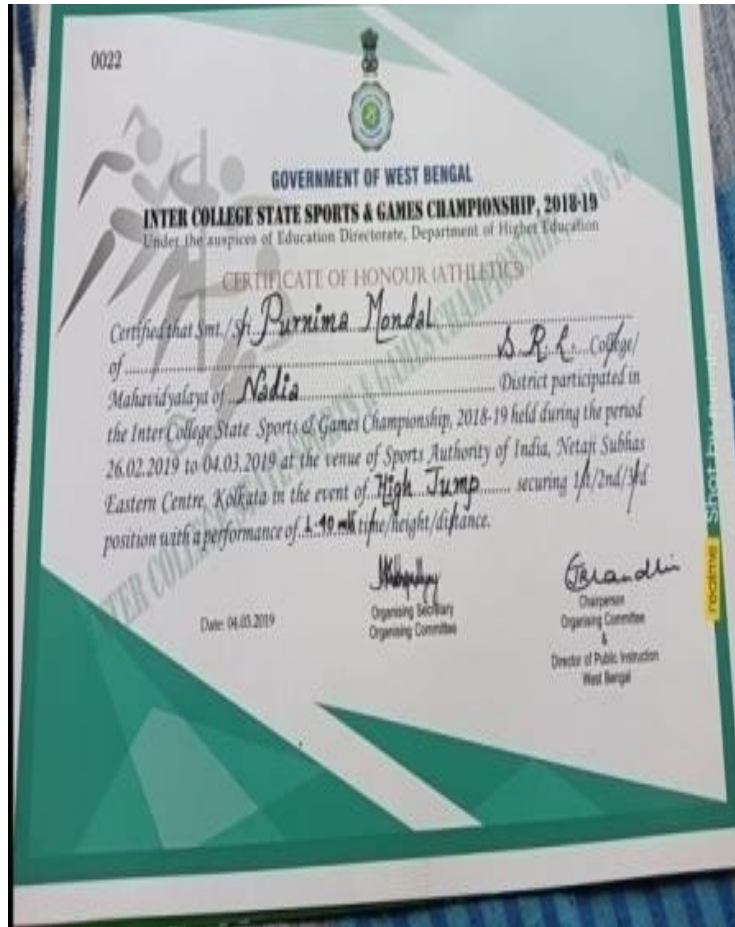 0022
GOVERNMENT OF WEST BENGAL
INTER COLLEGE STATE SPORTS & GAMES CHAMPIONSHIP, 2018-19
Under the auspices of Education Directorate, Department of Higher Education
CERTIFICATE OF HONOUR (ATHLETICS)
Certified that Smt./Sri Purnima Mondal
of S. R. L. College/
Mahavidyalaya of Nadia District participated in
the Inter College State Sports & Games Championship, 2018-19 held during the period
26.02.2019 to 04.03.2019 at the venue of Sports Authority of India, Netaji Subhas
Eastern Centre, Kolkata in the event of High Jump securing 1st/2nd/3rd
position with a performance of time/height/distance.
Date: 04.03.2019
Organising Secretary
Organising Committee
Chairperson
Organising Committee
&
Director of Public Instruction
West Bengal
realme Shot by